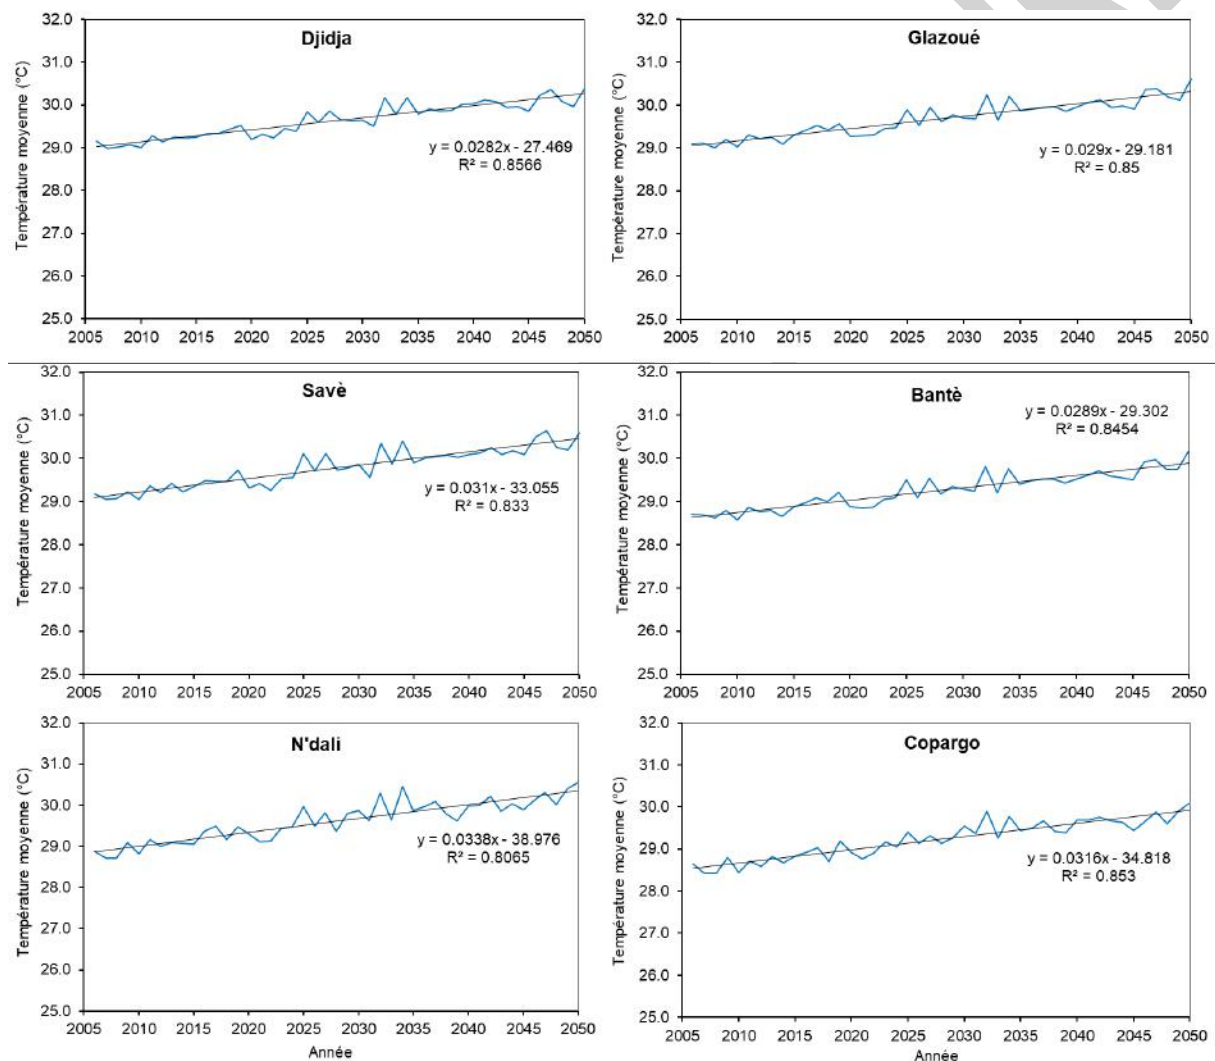 Djidja
Température moyenne (°C)
32.0
31.0
30.0
29.0
28.0
27.0
26.0
25.0
y = 0.0282x - 27.469
R² = 0.8566
2005 2010 2015 2020 2025 2030 2035 2040 2045 2050
Glazoué
Température moyenne (°C)
32.0
31.0
30.0
29.0
28.0
27.0
26.0
25.0
y = 0.029x - 29.181
R² = 0.85
2005 2010 2015 2020 2025 2030 2035 2040 2045 2050
Savè
Température moyenne (°C)
32.0
31.0
30.0
29.0
28.0
27.0
26.0
25.0
y = 0.031x - 33.055
R² = 0.833
2005 2010 2015 2020 2025 2030 2035 2040 2045 2050
Bantè
Température moyenne (°C)
32.0
31.0
30.0
29.0
28.0
27.0
26.0
25.0
y = 0.0289x - 29.302
R² = 0.8454
2005 2010 2015 2020 2025 2030 2035 2040 2045 2050
N'dali
Température moyenne (°C)
32.0
31.0
30.0
29.0
28.0
27.0
26.0
25.0
y = 0.0338x - 38.976
R² = 0.8065
2005 2010 2015 2020 2025 2030 2035 2040 2045 2050
Année
Copargo
Température moyenne (°C)
32.0
31.0
30.0
29.0
28.0
27.0
26.0
25.0
y = 0.0316x - 34.818
R² = 0.853
2005 2010 2015 2020 2025 2030 2035 2040 2045 2050
Année